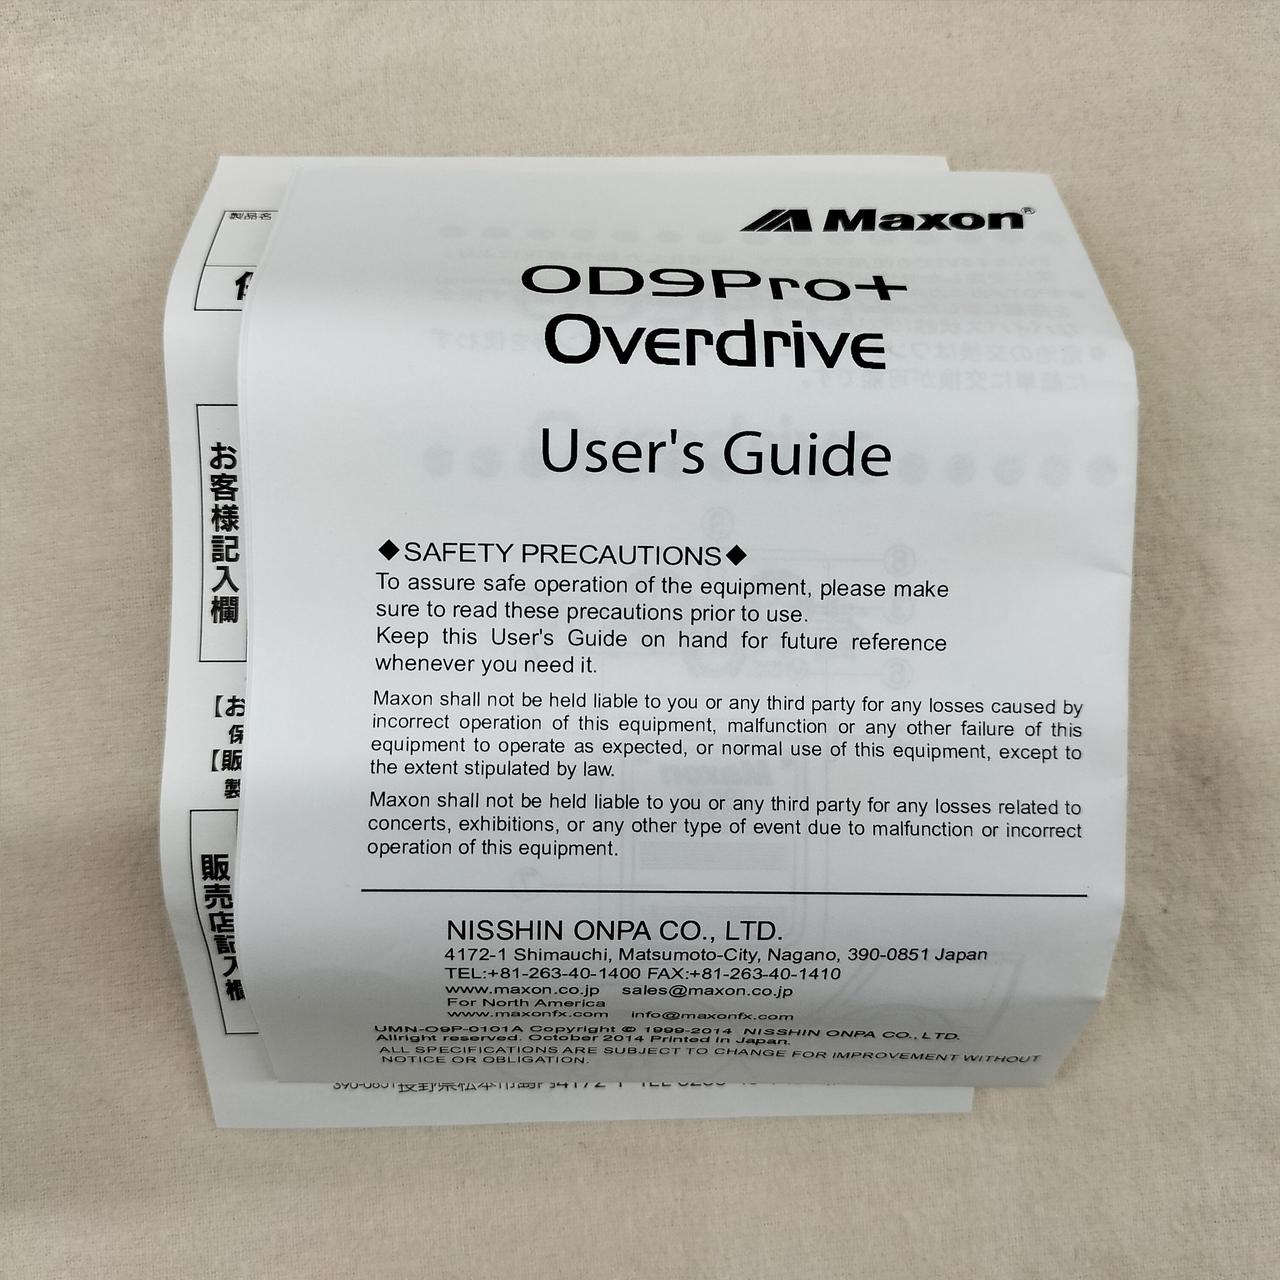 Maxon®
OD9Pro+
Overdrive
User's Guide
◆SAFETY PRECAUTIONS◆
To assure safe operation of the equipment, please make
sure to read these precautions prior to use.
Keep this User's Guide on hand for future reference
whenever you need it.
Maxon shall not be held liable to you or any third party for any losses caused by
incorrect operation of this equipment, malfunction or any other failure of this
equipment to operate as expected, or normal use of this equipment, except to
the extent stipulated by law.
Maxon shall not be held liable to you or any third party for any losses related to
concerts, exhibitions, or any other type of event due to malfunction or incorrect
operation of this equipment.
NISSHIN ONPA CO., LTD.
4172-1 Shimauchi, Matsumoto-City, Nagano, 390-0851 Japan
TEL:+81-263-40-1400 FAX:+81-263-40-1410
www.maxon.co.jp sales@maxon.co.jp
For North America
www.maxonfx.com info@maxonfx.com
UMN-O9P-0101A Copyright © 1999-2014 NISSHIN ONPA CO., LTD.
Allright reserved. October 2014 Printed in Japan.
ALL SPECIFICATIONS ARE SUBJECT TO CHANGE FOR IMPROVEMENT WITHOUT
NOTICE OR OBLIGATION.
製品名
お客様記入欄
【お
保
【販
製
販売店記入欄